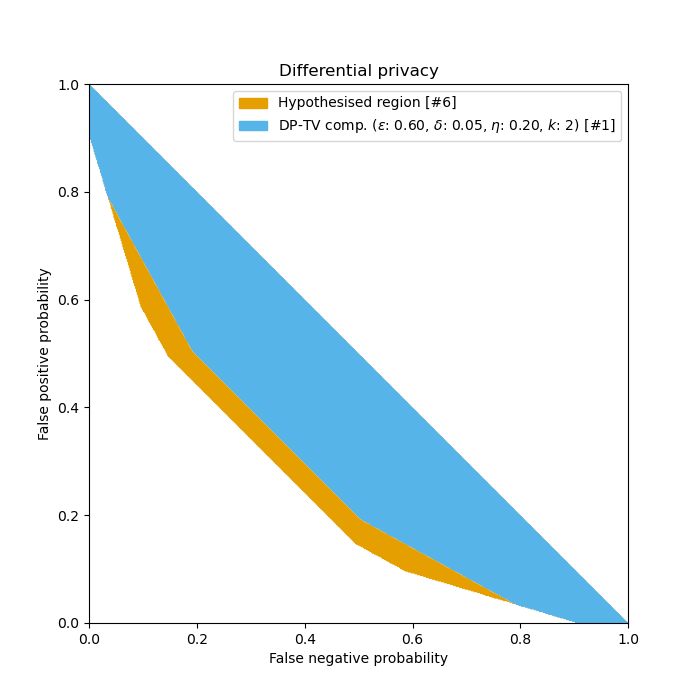 Differential privacy
Hypothesised region [#6]
DP-TV comp. (ε: 0.60, δ: 0.05, η: 0.20, k: 2) [#1]
1.0
0.8
0.6
0.4
0.2
0.0
False positive probability
0.0 0.2 0.4 0.6 0.8 1.0
False negative probability